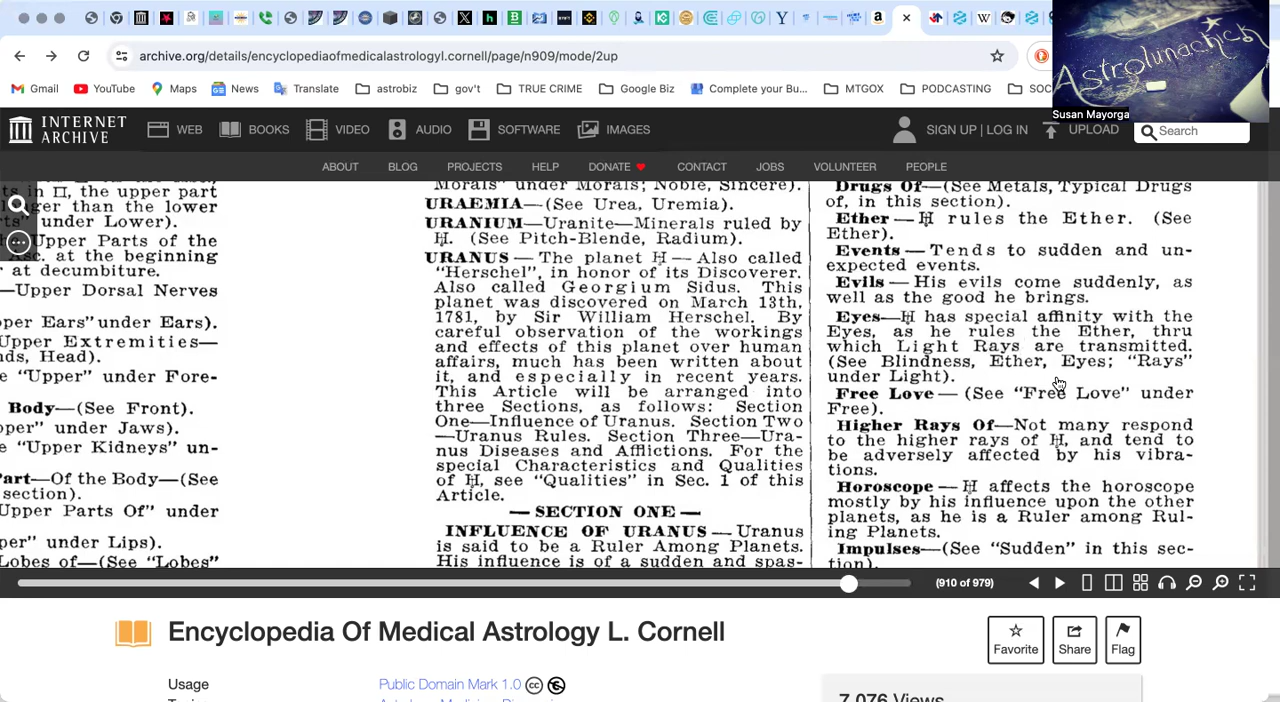 archive.org/details/encyclopediaofmedicalastrologyl.cornell/page/n909/mode/2up
Gmail
YouTube
Maps
News
Translate
astrobiz
gov't
TRUE CRIME
Google Biz
Complete your Bu...
MTGOX
PODCASTING
SOC
Astrolunachick
Susan Mayorga
INTERNET
ARCHIVE
WEB
BOOKS
VIDEO
AUDIO
SOFTWARE
IMAGES
SIGN UP | LOG IN
UPLOAD
Search
ABOUT
BLOG
PROJECTS
HELP
DONATE
CONTACT
JOBS
VOLUNTEER
PEOPLE
ts in ♊, the upper part
ger than the lower
ts" under Lower).
Upper Parts of the
Asc. at the beginning
r at decumbiture.
—Upper Dorsal Nerves
per Ears" under Ears).
Upper Extremities—
nds, Head).
e "Upper" under Fore-
Body—(See Front).
per" under Jaws).
e "Upper Kidneys" un-
Part—Of the Body—(See
section).
Upper Parts Of" under
per" under Lips).
Lobes of—(See "Lobes"
Morals" under Morals; Noble, Sincere).
URAEMIA—(See Urea, Uremia).
URANIUM—Uranite—Minerals ruled by
♅. (See Pitch-Blende, Radium).
URANUS—The planet ♅—Also called
"Herschel", in honor of its Discoverer.
Also called Georgium Sidus. This
planet was discovered on March 13th,
1781, by Sir William Herschel. By
careful observation of the workings
and effects of this planet over human
affairs, much has been written about
it, and especially in recent years.
This Article will be arranged into
three Sections, as follows: Section
One—Influence of Uranus. Section Two
—Uranus Rules. Section Three—Ura-
nus Diseases and Afflictions. For the
special Characteristics and Qualities
of ♅, see "Qualities" in Sec. 1 of this
Article.
— SECTION ONE —
INFLUENCE OF URANUS—Uranus
is said to be a Ruler Among Planets.
His influence is of a sudden and spas-
Drugs Of—(See Metals, Typical Drugs
of, in this section).
Ether—♅ rules the Ether. (See
Ether).
Events—Tends to sudden and un-
expected events.
Evils—His evils come suddenly, as
well as the good he brings.
Eyes—♅ has special affinity with the
Eyes, as he rules the Ether, thru
which Light Rays are transmitted.
(See Blindness, Ether, Eyes; "Rays"
under Light).
Free Love—(See "Free Love" under
Free).
Higher Rays Of—Not many respond
to the higher rays of ♅, and tend to
be adversely affected by his vibra-
tions.
Horoscope—♅ affects the horoscope
mostly by his influence upon the other
planets, as he is a Ruler among Rul-
ing Planets.
Impulses—(See "Sudden" in this sec-
tion).
(910 of 979)
Encyclopedia Of Medical Astrology L. Cornell
Favorite
Share
Flag
Usage
Public Domain Mark 1.0
7,076 Views